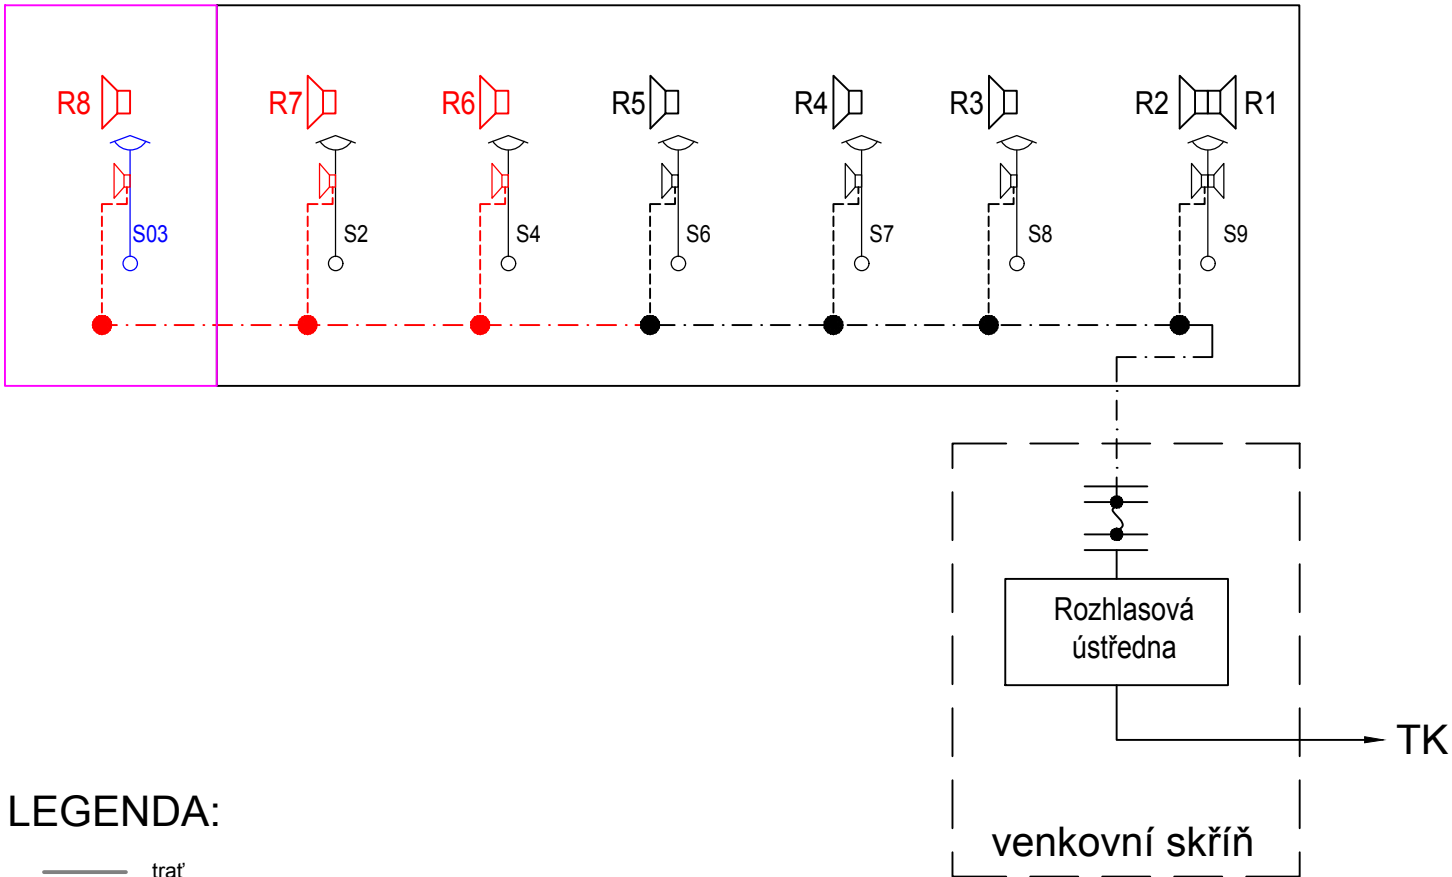 R8 R7 R6 R5 R4 R3 R2 R1
S03 S2 S4 S6 S7 S8 S9
Rozhlasová
ústředna
TK
venkovní skříň
LEGENDA:
trať